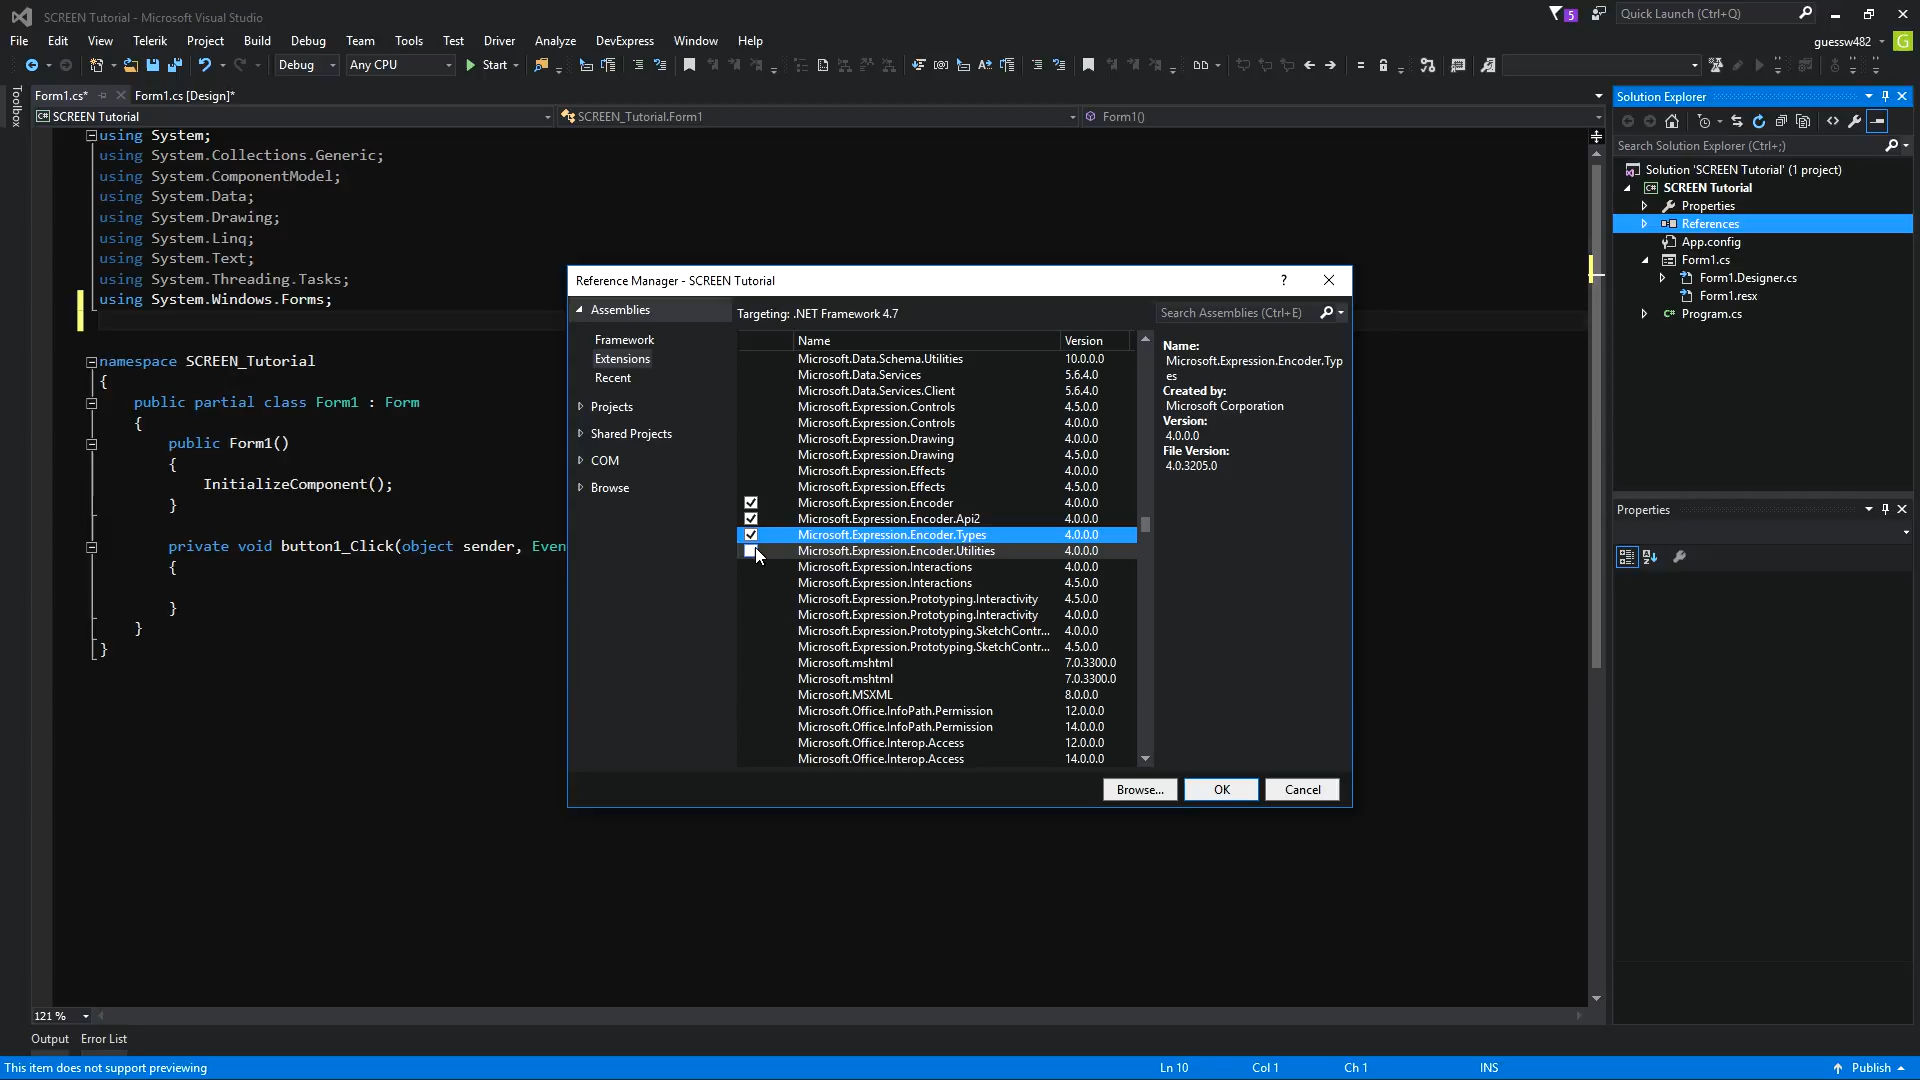 SCREEN Tutorial - Microsoft Visual Studio
5
Quick Launch (Ctrl+Q)
File Edit View Telerik Project Build Debug Team Tools Test Driver Analyze DevExpress Window Help
guessw482 G
Debug Any CPU Start
Toolbox
Form1.cs* Form1.cs [Design]*
SCREEN Tutorial SCREEN_Tutorial.Form1 Form1()
using System;
using System.Collections.Generic;
using System.ComponentModel;
using System.Data;
using System.Drawing;
using System.Linq;
using System.Text;
using System.Threading.Tasks;
using System.Windows.Forms;
namespace SCREEN_Tutorial
{
public partial class Form1 : Form
{
public Form1()
{
InitializeComponent();
}
private void button1_Click(object sender, Even
{
}
}
}
Reference Manager - SCREEN Tutorial
?
Assemblies
Framework
Extensions
Recent
Projects
Shared Projects
COM
Browse
Targeting: .NET Framework 4.7
Search Assemblies (Ctrl+E)
Name Version
Microsoft.Data.Schema.Utilities 10.0.0.0
Microsoft.Data.Services 5.6.4.0
Microsoft.Data.Services.Client 5.6.4.0
Microsoft.Expression.Controls 4.5.0.0
Microsoft.Expression.Controls 4.0.0.0
Microsoft.Expression.Drawing 4.0.0.0
Microsoft.Expression.Drawing 4.5.0.0
Microsoft.Expression.Effects 4.0.0.0
Microsoft.Expression.Effects 4.5.0.0
Microsoft.Expression.Encoder 4.0.0.0
Microsoft.Expression.Encoder.Api2 4.0.0.0
Microsoft.Expression.Encoder.Types 4.0.0.0
Microsoft.Expression.Encoder.Utilities 4.0.0.0
Microsoft.Expression.Interactions 4.0.0.0
Microsoft.Expression.Interactions 4.5.0.0
Microsoft.Expression.Prototyping.Interactivity 4.5.0.0
Microsoft.Expression.Prototyping.Interactivity 4.0.0.0
Microsoft.Expression.Prototyping.SketchContr... 4.0.0.0
Microsoft.Expression.Prototyping.SketchContr... 4.5.0.0
Microsoft.mshtml 7.0.3300.0
Microsoft.mshtml 7.0.3300.0
Microsoft.MSXML 8.0.0.0
Microsoft.Office.InfoPath.Permission 12.0.0.0
Microsoft.Office.InfoPath.Permission 14.0.0.0
Microsoft.Office.Interop.Access 12.0.0.0
Microsoft.Office.Interop.Access 14.0.0.0
Name:
Microsoft.Expression.Encoder.Typ
es
Created by:
Microsoft Corporation
Version:
4.0.0.0
File Version:
4.0.3205.0
Browse... OK Cancel
Solution Explorer
Search Solution Explorer (Ctrl+;)
Solution 'SCREEN Tutorial' (1 project)
C# SCREEN Tutorial
Properties
References
App.config
Form1.cs
Form1.Designer.cs
Form1.resx
C# Program.cs
Properties
121 %
Output Error List
This item does not support previewing
Ln 10 Col 1 Ch 1 INS Publish